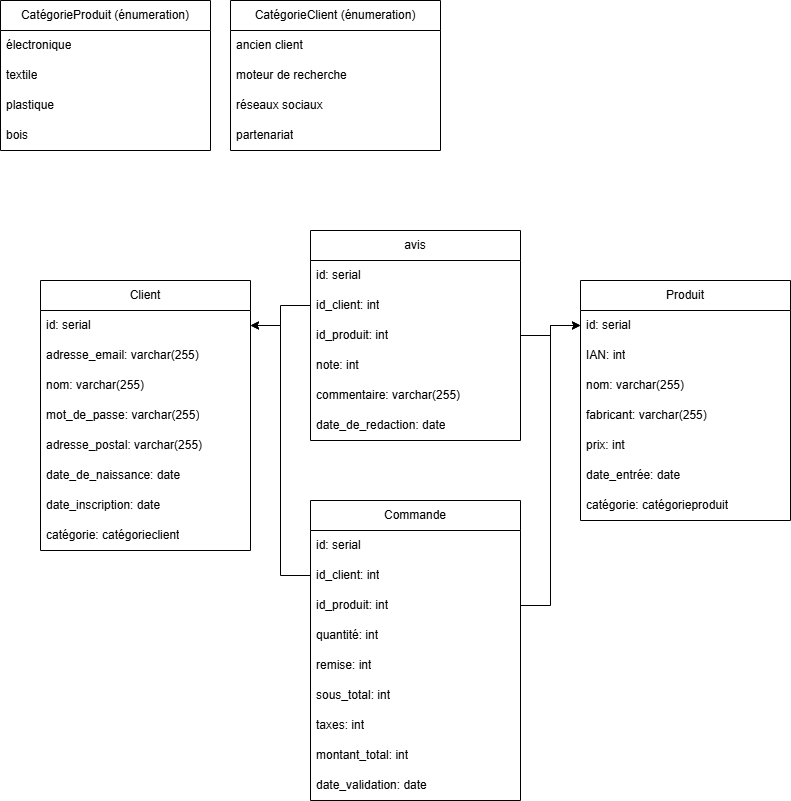 CatégorieProduit (énumeration)
électronique
textile
plastique
bois
CatégorieClient (énumeration)
ancien client
moteur de recherche
réseaux sociaux
partenariat
Client
id: serial
adresse_email: varchar(255)
nom: varchar(255)
mot_de_passe: varchar(255)
adresse_postal: varchar(255)
date_de_naissance: date
date_inscription: date
catégorie: catégorieclient
avis
id: serial
id_client: int
id_produit: int
note: int
commentaire: varchar(255)
date_de_redaction: date
Commande
id: serial
id_client: int
id_produit: int
quantité: int
remise: int
sous_total: int
taxes: int
montant_total: int
date_validation: date
Produit
id: serial
IAN: int
nom: varchar(255)
fabricant: varchar(255)
prix: int
date_entrée: date
catégorie: catégorieproduit